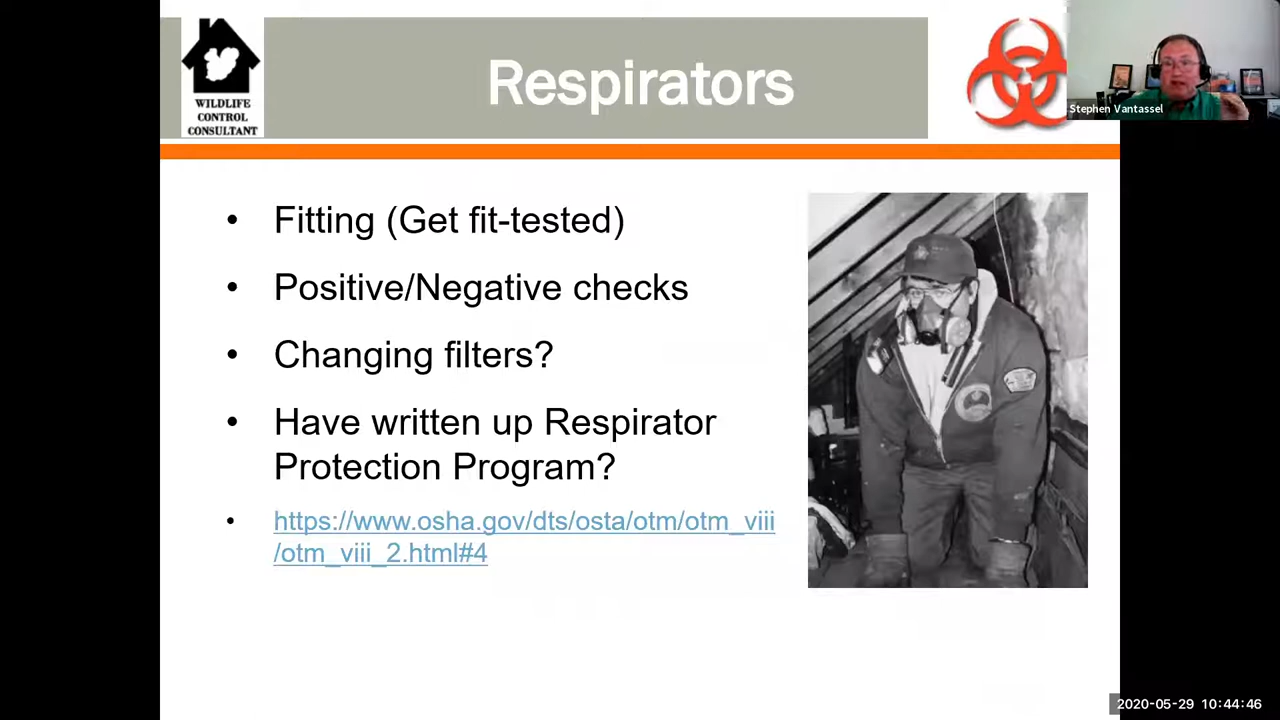 WILDLIFE
CONTROL
CONSULTANT
Respirators
Stephen Vantassel
• Fitting (Get fit-tested)
• Positive/Negative checks
• Changing filters?
• Have written up Respirator
Protection Program?
• https://www.osha.gov/dts/osta/otm/otm_viii
/otm_viii_2.html#4
2020-05-29 10:44:46